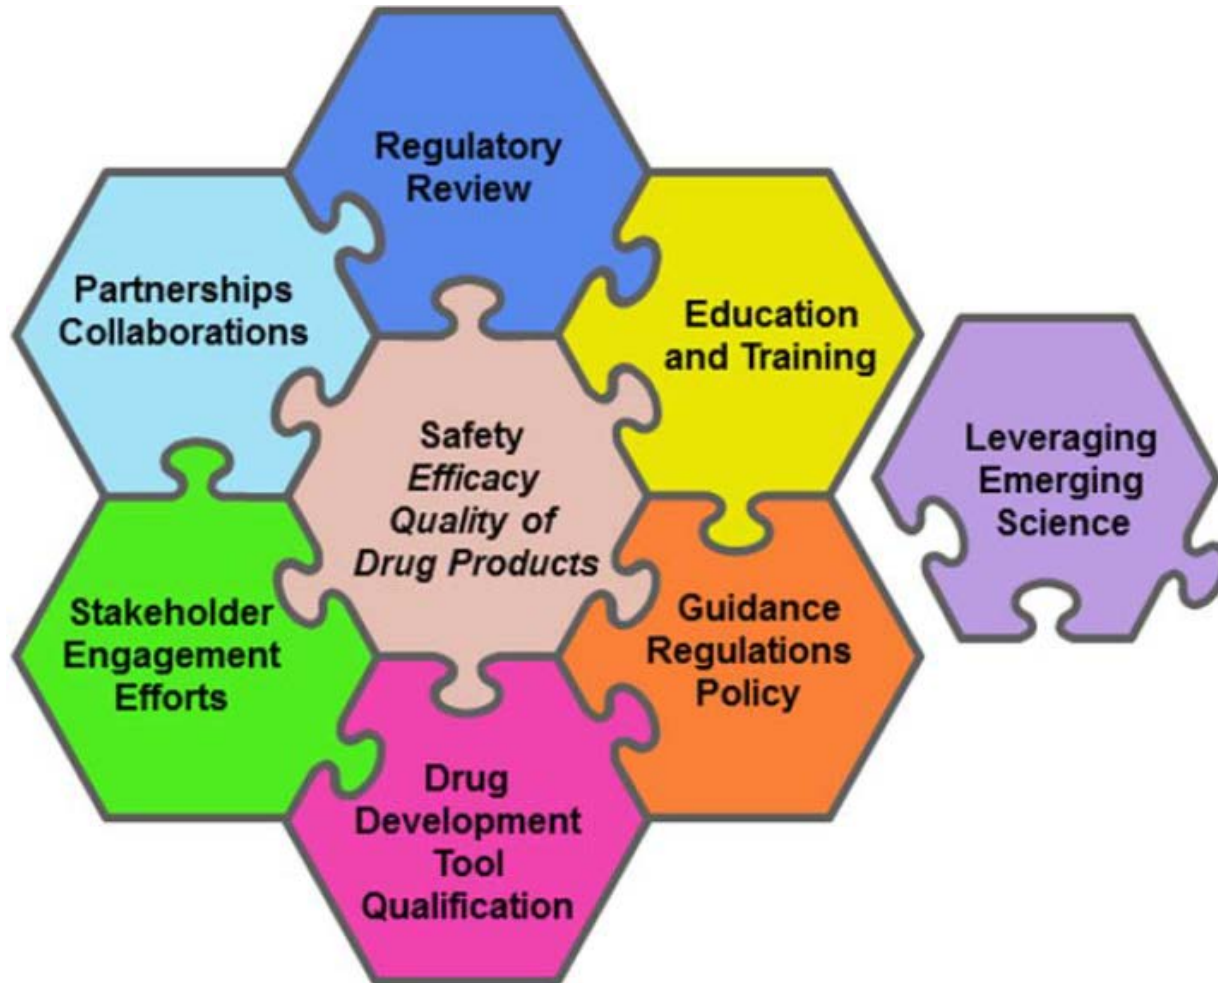 Regulatory
Review
Partnerships
Collaborations
Education
and Training
Safety
Efficacy
Quality of
Drug Products
Leveraging
Emerging
Science
Stakeholder
Engagement
Efforts
Guidance
Regulations
Policy
Drug
Development
Tool
Qualification